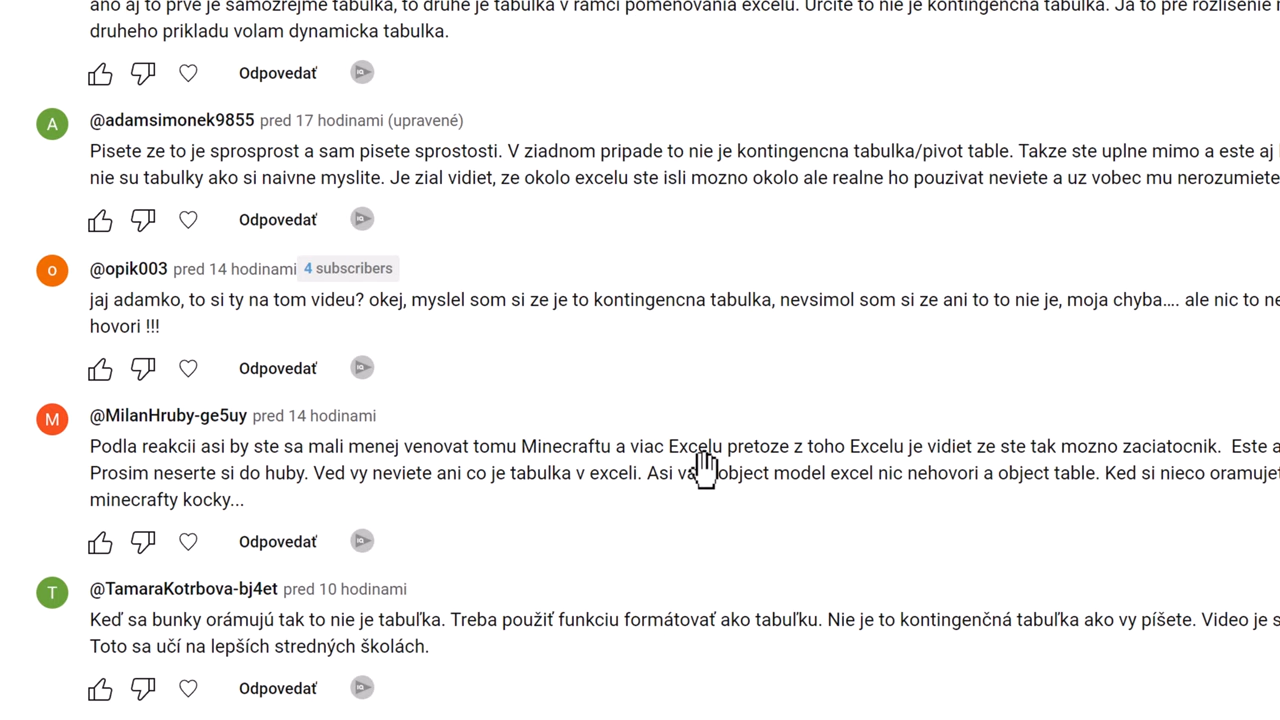 ano aj to prve je samozrejme tabulka, to druhe je tabulka v ramci pomenovania excelu. Urcite to nie je kontingencna tabulka. Ja to pre rozlisenie
druheho prikladu volam dynamicka tabulka.
Odpovedať
A
@adamsimonek9855 pred 17 hodinami (upravené)
Pisete ze to je sprosprost a sam pisete sprostosti. V ziadnom pripade to nie je kontingencna tabulka/pivot table. Takze ste uplne mimo a este aj
nie su tabulky ako si naivne myslite. Je zial vidiet, ze okolo excelu ste isli mozno okolo ale realne ho pouzivat neviete a uz vobec mu nerozumiete
Odpovedať
o
@opik003 pred 14 hodinami 4 subscribers
jaj adamko, to si ty na tom videu? okej, myslel som si ze je to kontingencna tabulka, nevsimol som si ze ani to to nie je, moja chyba…. ale nic to
hovori !!!
Odpovedať
M
@MilanHruby-ge5uy pred 14 hodinami
Podla reakcii asi by ste sa mali menej venovat tomu Minecraftu a viac Excelu pretoze z toho Excelu je vidiet ze ste tak mozno zaciatocnik. Este
Prosim neserte si do huby. Ved vy neviete ani co je tabulka v exceli. Asi object model excel nic nehovori a object table. Ked si nieco
minecrafty kocky...
Odpovedať
T
@TamaraKotrbova-bj4et pred 10 hodinami
Keď sa bunky orámujú tak to nie je tabuľka. Treba použiť funkciu formátovať ako tabuľku. Nie je to kontingenčná tabuľka ako vy píšete. Video je
Toto sa učí na lepších stredných školách.
Odpovedať